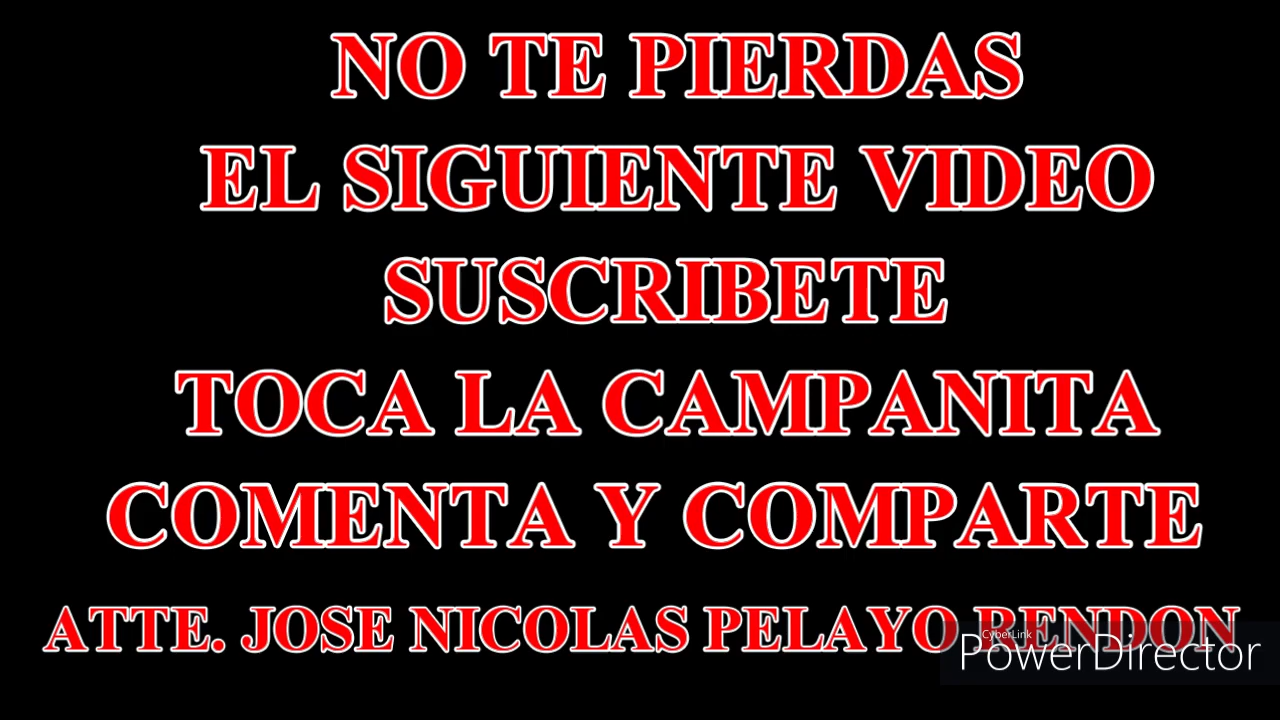 NO TE PIERDAS
EL SIGUIENTE VIDEO
SUSCRIBETE
TOCA LA CAMPANITA
COMENTA Y COMPARTE
ATTE. JOSE NICOLAS PELAYO RENDON
CyberLink
PowerDirector